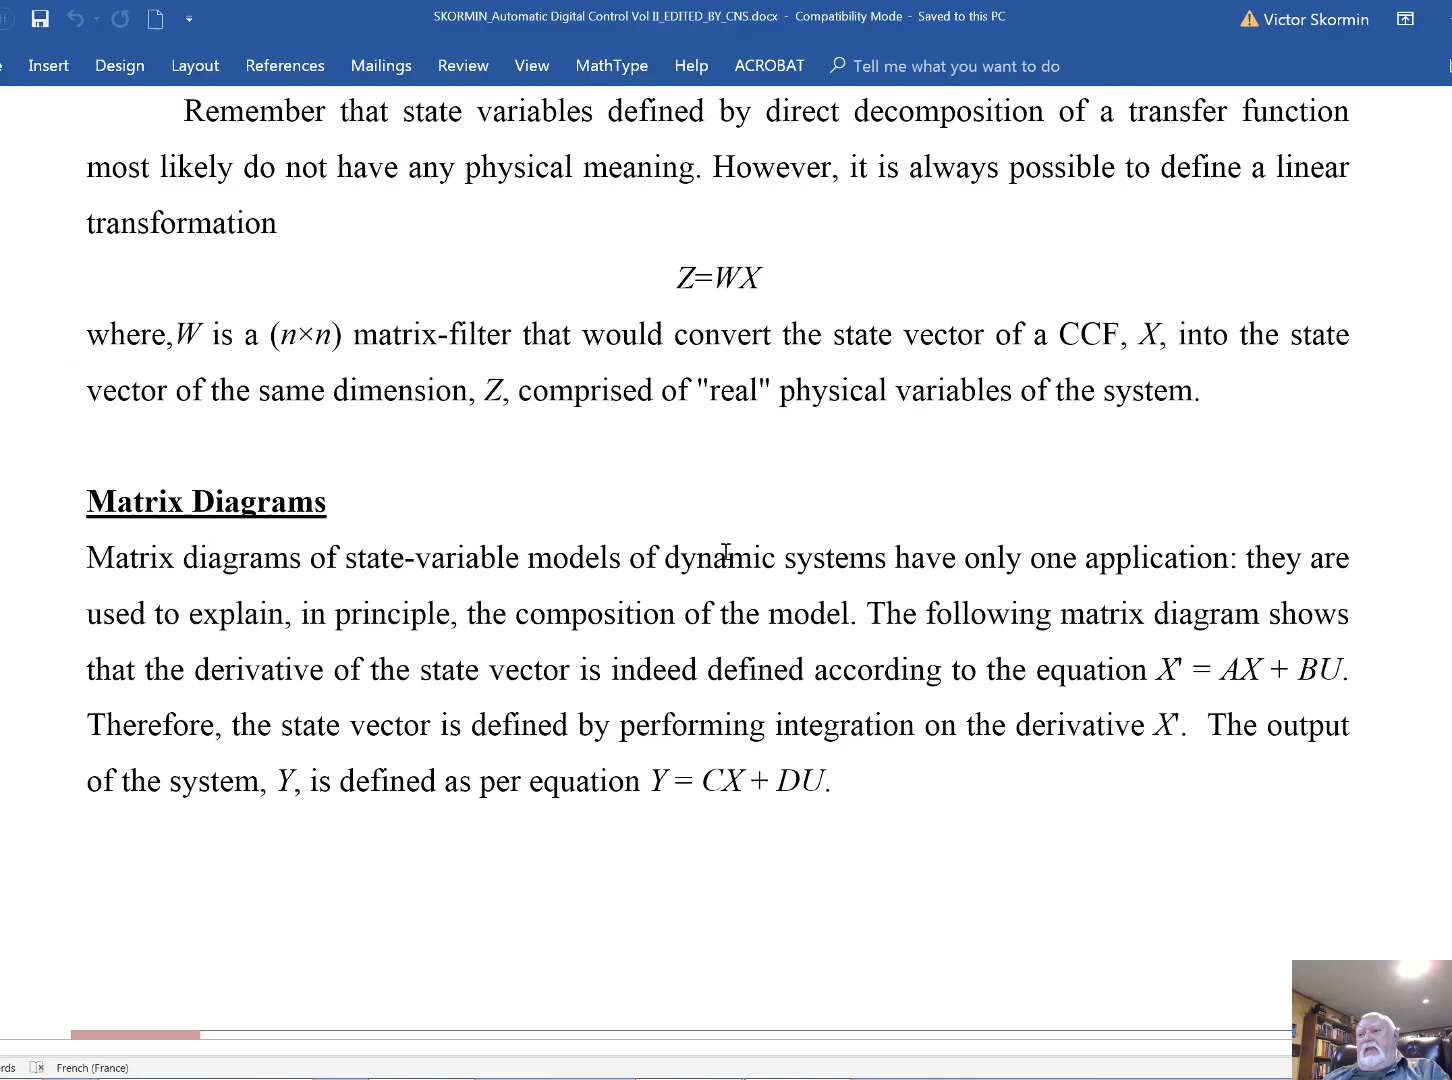 SKORMIN_Automatic Digital Control Vol II_EDITED_BY_CNS.docx - Compatibility Mode - Saved to this PC
Victor Skormin
Insert Design Layout References Mailings Review View MathType Help ACROBAT Tell me what you want to do
Remember that state variables defined by direct decomposition of a transfer function
most likely do not have any physical meaning. However, it is always possible to define a linear
transformation
Z=WX
where,W is a (n×n) matrix-filter that would convert the state vector of a CCF, X, into the state
vector of the same dimension, Z, comprised of "real" physical variables of the system.
Matrix Diagrams
Matrix diagrams of state-variable models of dynamic systems have only one application: they are
used to explain, in principle, the composition of the model. The following matrix diagram shows
that the derivative of the state vector is indeed defined according to the equation X' = AX + BU.
Therefore, the state vector is defined by performing integration on the derivative X'. The output
of the system, Y, is defined as per equation Y = CX + DU.
French (France)